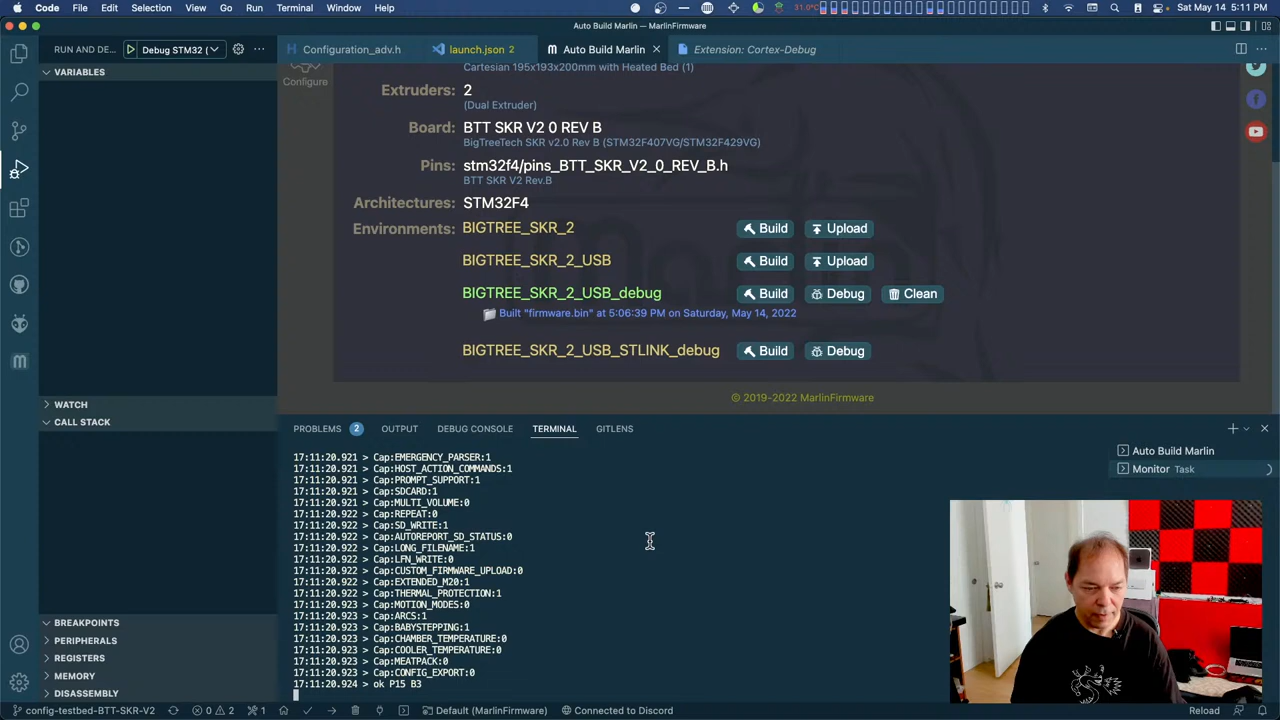 Code File Edit Selection View Go Run Terminal Window Help
31.0°C
Sat May 14 5:11 PM
Auto Build Marlin — MarlinFirmware
RUN AND DE...
Debug STM32 (
Configuration_adv.h
launch.json 2
Auto Build Marlin
Extension: Cortex-Debug
VARIABLES
WATCH
CALL STACK
BREAKPOINTS
PERIPHERALS
REGISTERS
MEMORY
DISASSEMBLY
Configure
Cartesian 195x193x200mm with Heated Bed (1)
Extruders: 2
(Dual Extruder)
Board: BTT SKR V2 0 REV B
BigTreeTech SKR v2.0 Rev B (STM32F407VG/STM32F429VG)
Pins: stm32f4/pins_BTT_SKR_V2_0_REV_B.h
BTT SKR V2 Rev.B
Architectures: STM32F4
Environments: BIGTREE_SKR_2 Build Upload
BIGTREE_SKR_2_USB Build Upload
BIGTREE_SKR_2_USB_debug Build Debug Clean
Built "firmware.bin" at 5:06:39 PM on Saturday, May 14, 2022
BIGTREE_SKR_2_USB_STLINK_debug Build Debug
© 2019-2022 MarlinFirmware
PROBLEMS 2 OUTPUT DEBUG CONSOLE TERMINAL GITLENS
Auto Build Marlin
Monitor Task
17:11:20.921 > Cap:EMERGENCY_PARSER:1
17:11:20.921 > Cap:HOST_ACTION_COMMANDS:1
17:11:20.921 > Cap:PROMPT_SUPPORT:1
17:11:20.921 > Cap:SDCARD:1
17:11:20.922 > Cap:MULTI_VOLUME:0
17:11:20.922 > Cap:REPEAT:0
17:11:20.922 > Cap:SD_WRITE:1
17:11:20.922 > Cap:AUTOREPORT_SD_STATUS:0
17:11:20.922 > Cap:LONG_FILENAME:1
17:11:20.922 > Cap:LFN_WRITE:0
17:11:20.922 > Cap:CUSTOM_FIRMWARE_UPLOAD:0
17:11:20.922 > Cap:EXTENDED_M20:1
17:11:20.922 > Cap:THERMAL_PROTECTION:1
17:11:20.923 > Cap:MOTION_MODES:0
17:11:20.923 > Cap:ARCS:1
17:11:20.923 > Cap:BABYSTEPPING:1
17:11:20.923 > Cap:CHAMBER_TEMPERATURE:0
17:11:20.923 > Cap:COOLER_TEMPERATURE:0
17:11:20.923 > Cap:MEATPACK:0
17:11:20.923 > Cap:CONFIG_EXPORT:0
17:11:20.924 > ok P15 B3
config-testbed-BTT-SKR-V2 0 2 1 Default (MarlinFirmware) Connected to Discord Reload